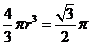 4/3 πr³ = √3/2 π